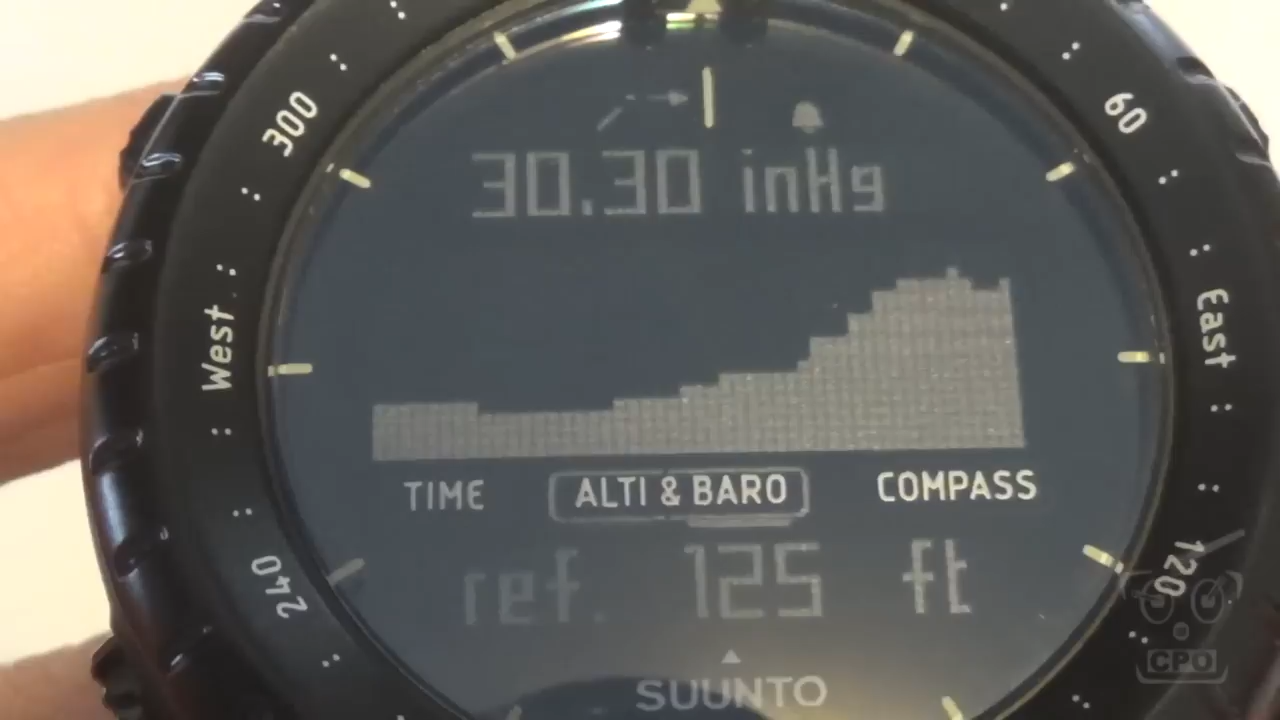 300
60
30.30 inHg
West
East
TIME ALTI & BARO COMPASS
240
ref. 125 ft
120
SUUNTO
CPO